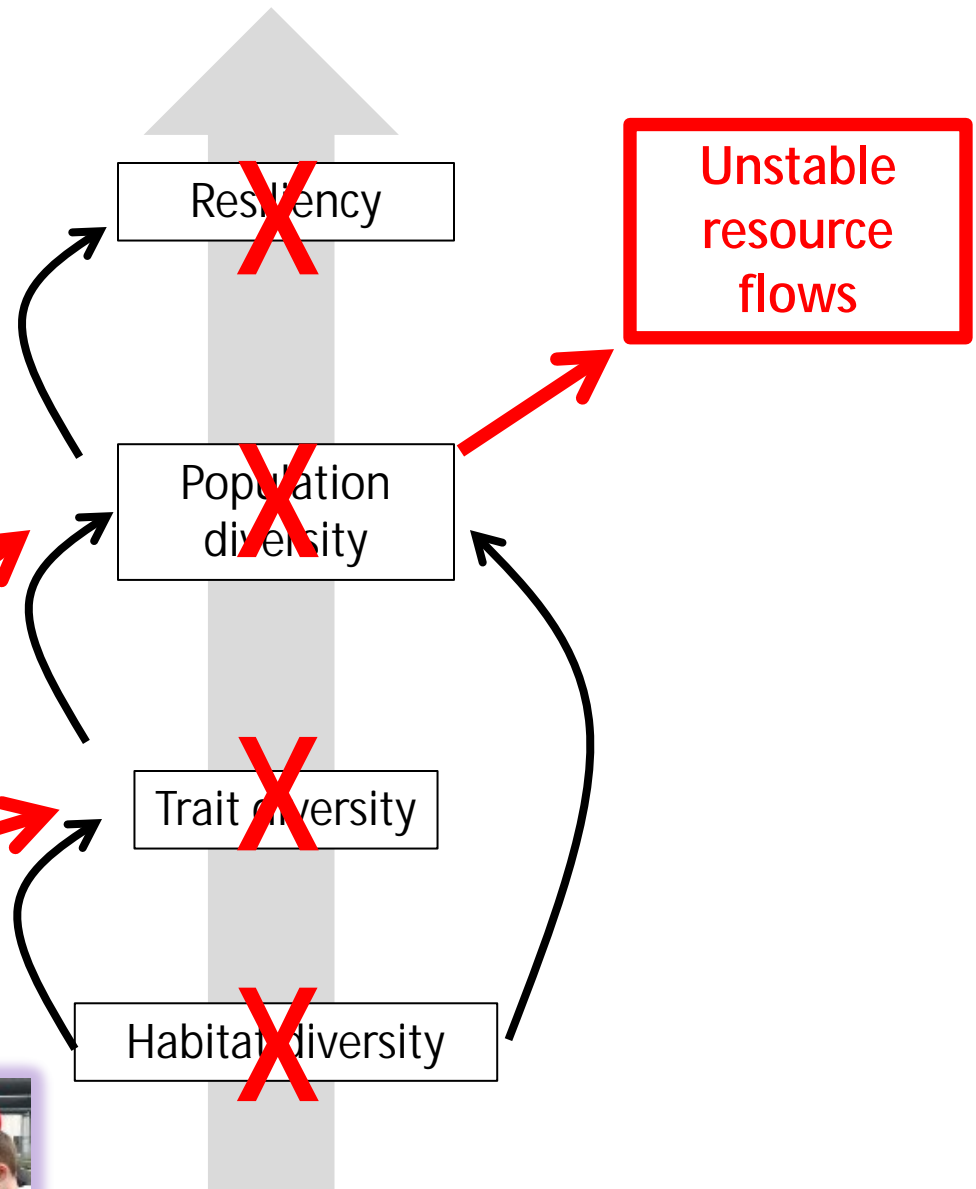 Resiliency
X
Unstable
resource
flows
Population
diversity
X
Trait diversity
X
Habitat diversity
X